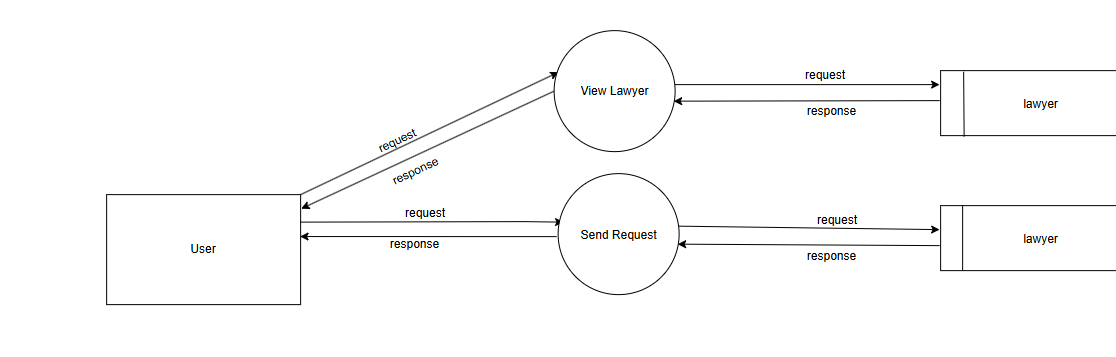 request
View Lawyer
lawyer
response
request
response
request
request
User
Send Request
lawyer
response
response